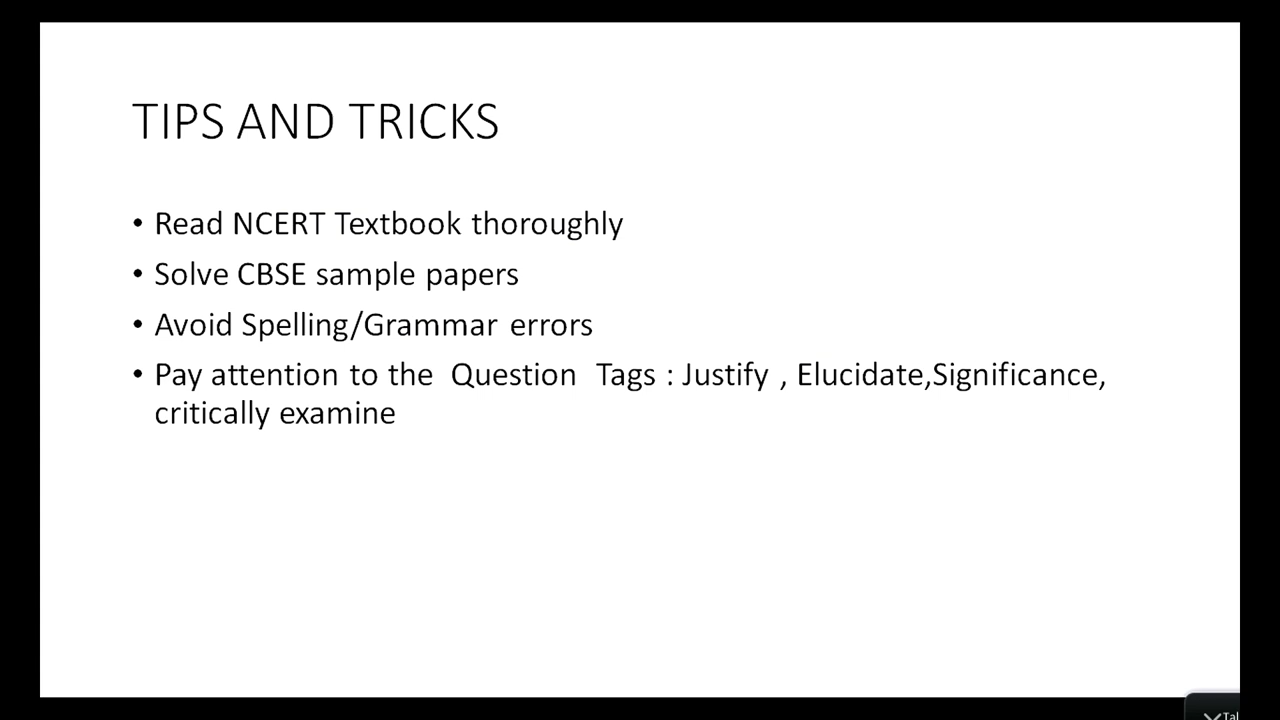 TIPS AND TRICKS
• Read NCERT Textbook thoroughly
• Solve CBSE sample papers
• Avoid Spelling/Grammar errors
• Pay attention to the Question Tags : Justify , Elucidate,Significance,
critically examine